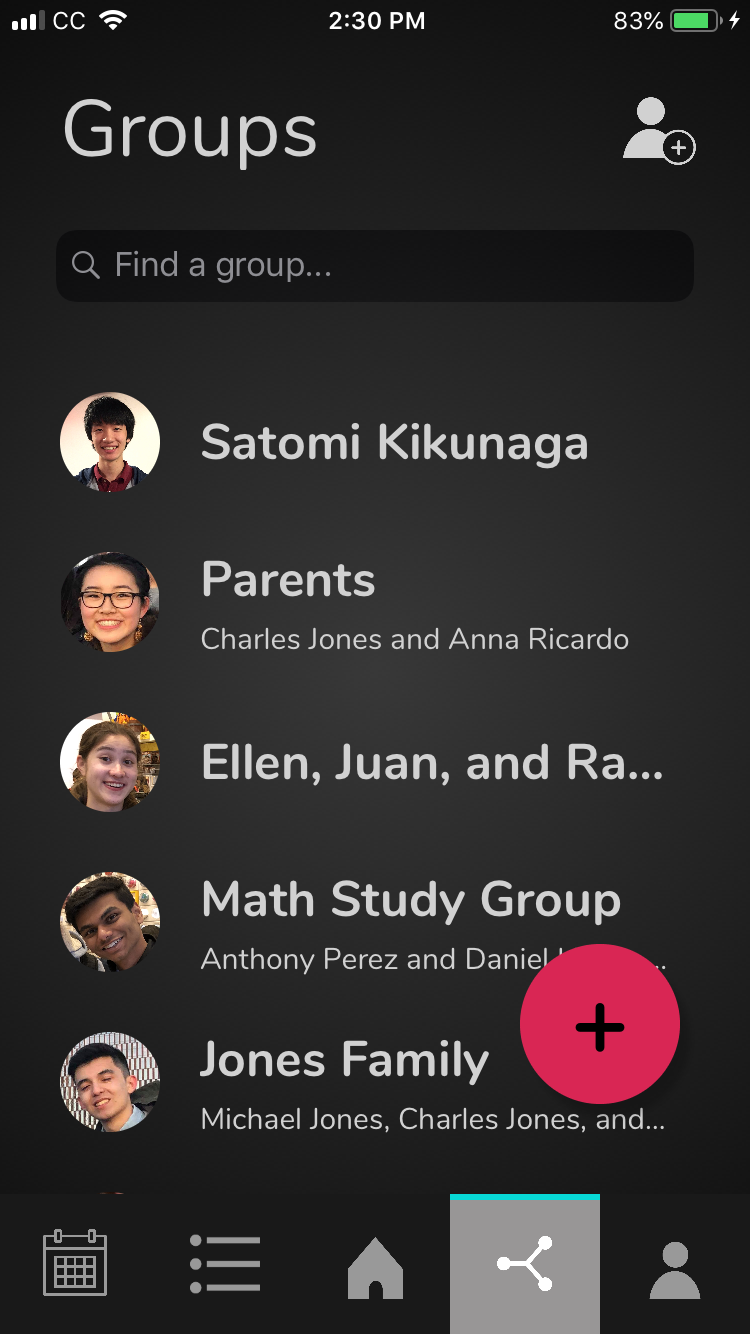 CC 2:30 PM 83%
Groups
Find a group...
Satomi Kikunaga
Parents
Charles Jones and Anna Ricardo
Ellen, Juan, and Ra...
Math Study Group
Anthony Perez and Daniel
Jones Family
Michael Jones, Charles Jones, and...